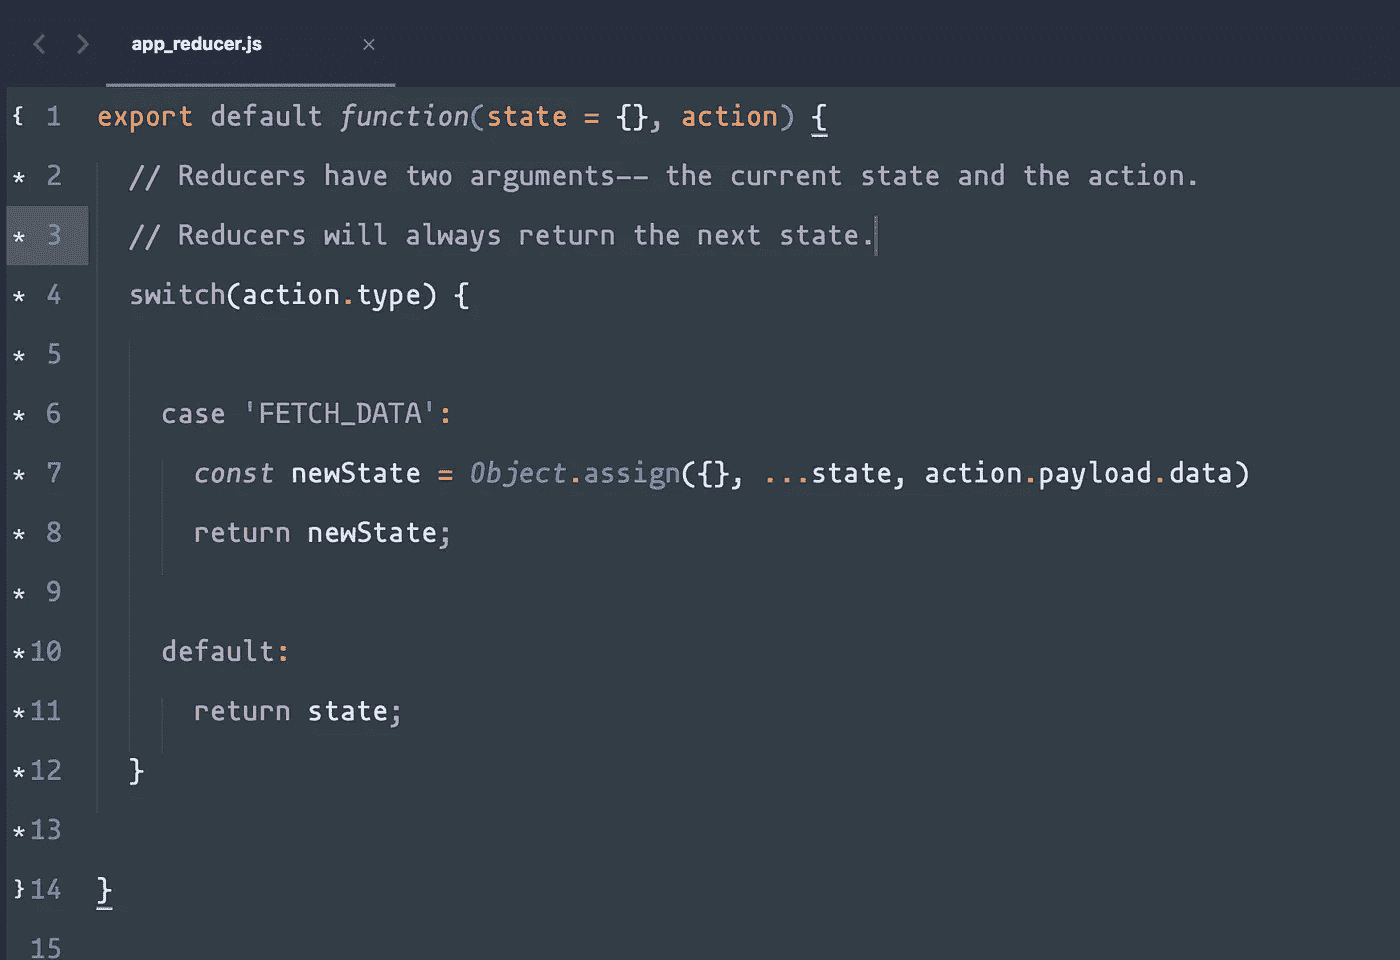 app_reducer.js ×
{ 1 export default function(state = {}, action) {
* 2 // Reducers have two arguments-- the current state and the action.
* 3 // Reducers will always return the next state.
* 4 switch(action.type) {
* 5
* 6 case 'FETCH_DATA':
* 7 const newState = Object.assign({}, ...state, action.payload.data)
* 8 return newState;
* 9
*10 default:
*11 return state;
*12 }
*13
}14 }
15